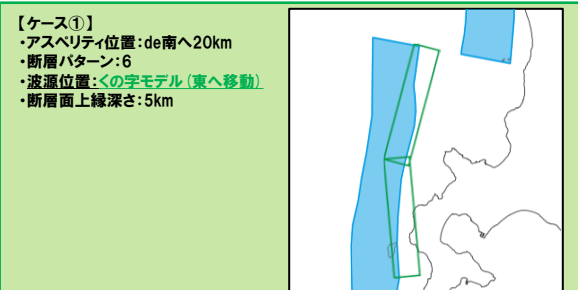 【ケース①】
・アスペリティ位置：de南へ20km
・断層パターン：6
・波源位置：くの字モデル（東へ移動）
・断層面上縁深さ：5km